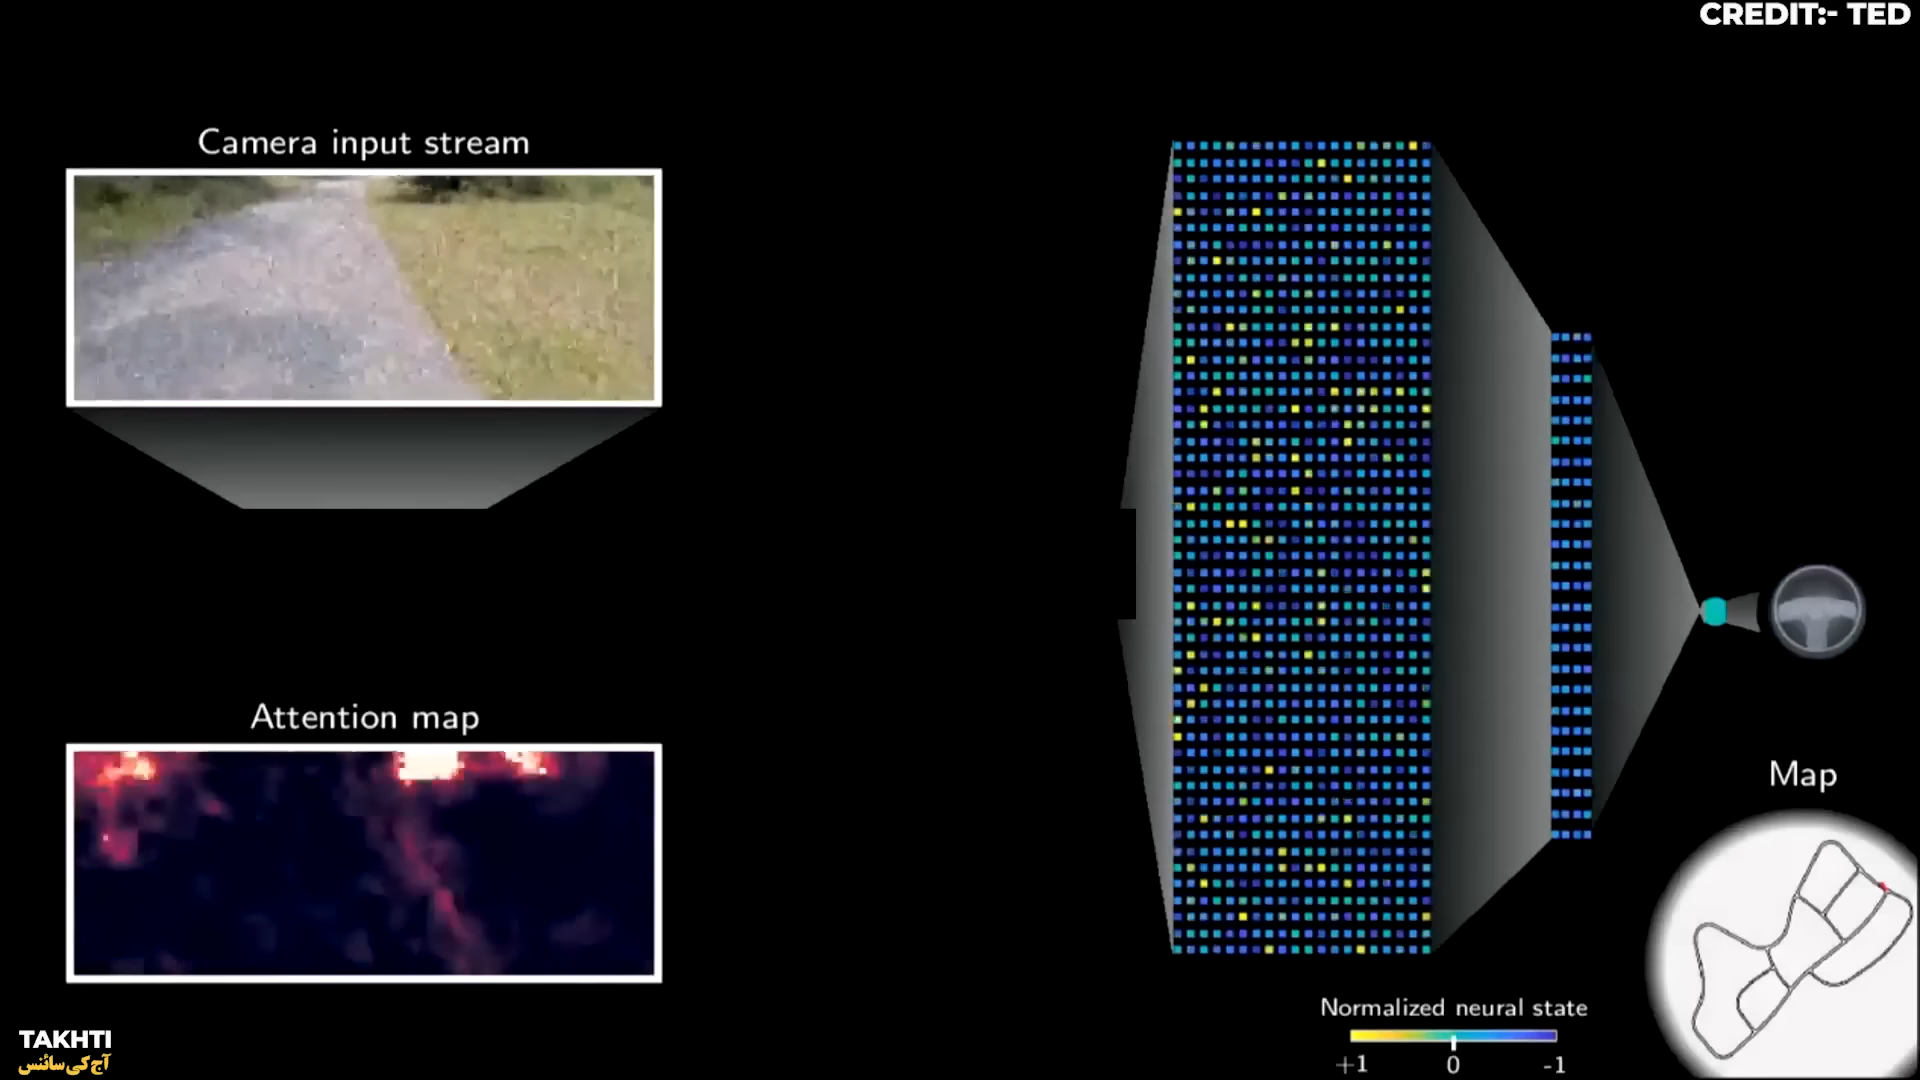 CREDIT:- TED
Camera input stream
Attention map
Map
Normalized neural state
+1 0 -1
TAKHTI
آج کی سائنس